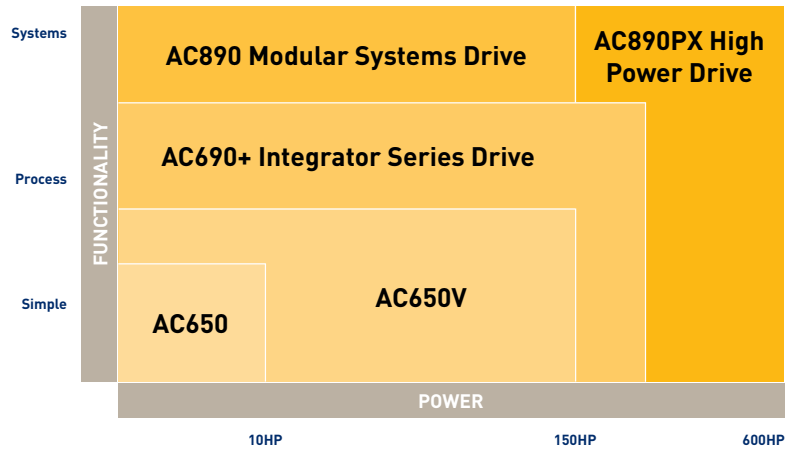 Systems
Process
Simple
FUNCTIONALITY
AC890 Modular Systems Drive
AC890PX High
Power Drive
AC690+ Integrator Series Drive
AC650V
AC650
POWER
10HP
150HP
600HP